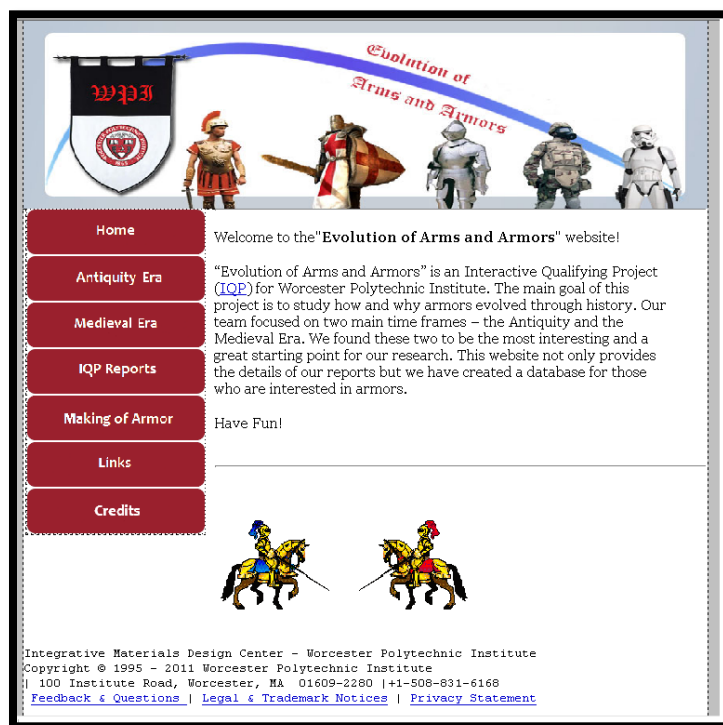 Evolution of
Arms and Armors
WPI
Home
Antiquity Era
Medieval Era
IQP Reports
Making of Armor
Links
Credits
Welcome to the"Evolution of Arms and Armors" website!
“Evolution of Arms and Armors” is an Interactive Qualifying Project
(IQP) for Worcester Polytechnic Institute. The main goal of this
project is to study how and why armors evolved through history. Our
team focused on two main time frames – the Antiquity and the
Medieval Era. We found these two to be the most interesting and a
great starting point for our research. This website not only provides
the details of our reports but we have created a database for those
who are interested in armors.
Have Fun!
Integrative Materials Design Center - Worcester Polytechnic Institute
Copyright © 1995 - 2011 Worcester Polytechnic Institute
| 100 Institute Road, Worcester, MA 01609-2280 |+1-508-831-6168
Feedback & Questions | Legal & Trademark Notices | Privacy Statement